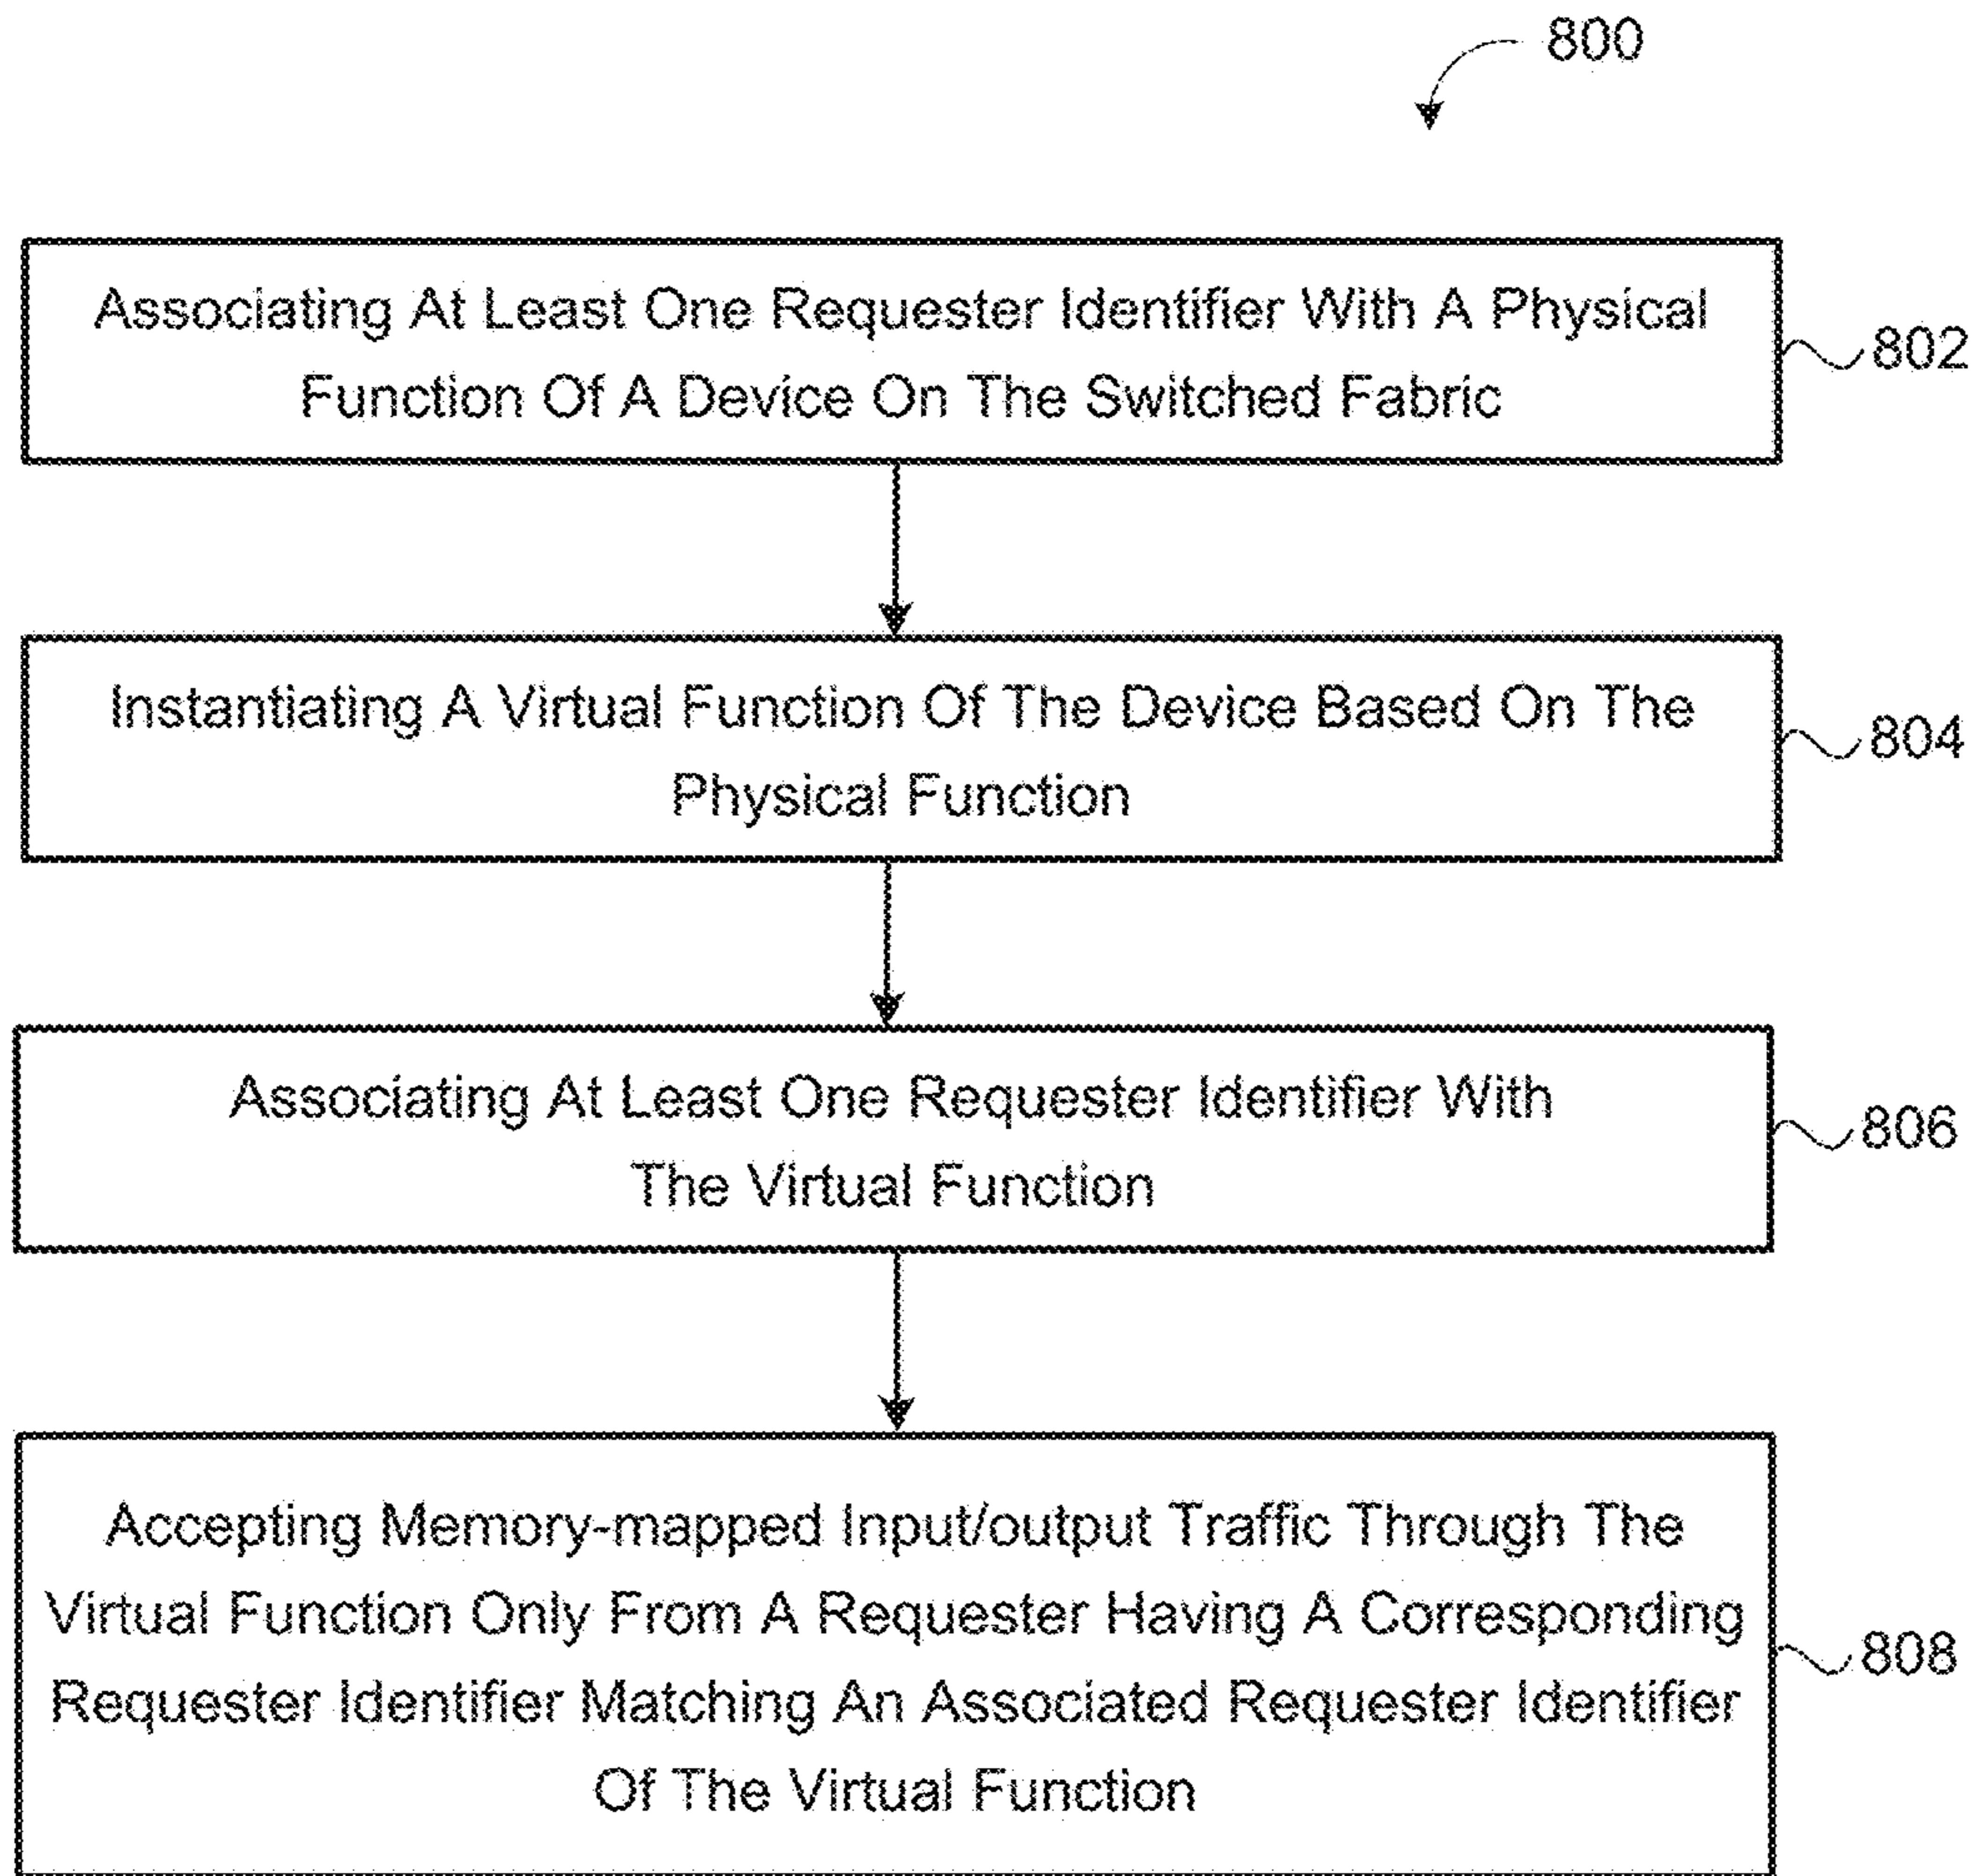 800
Associating At Least One Requester Identifier With A Physical
Function Of A Device On The Switched Fabric
802
Instantiating A Virtual Function Of The Device Based On The
Physical Function
804
Associating At Least One Requester Identifier With
The Virtual Function
806
Accepting Memory-mapped Input/output Traffic Through The
Virtual Function Only From A Requester Having A Corresponding
Requester Identifier Matching An Associated Requester Identifier
Of The Virtual Function
808